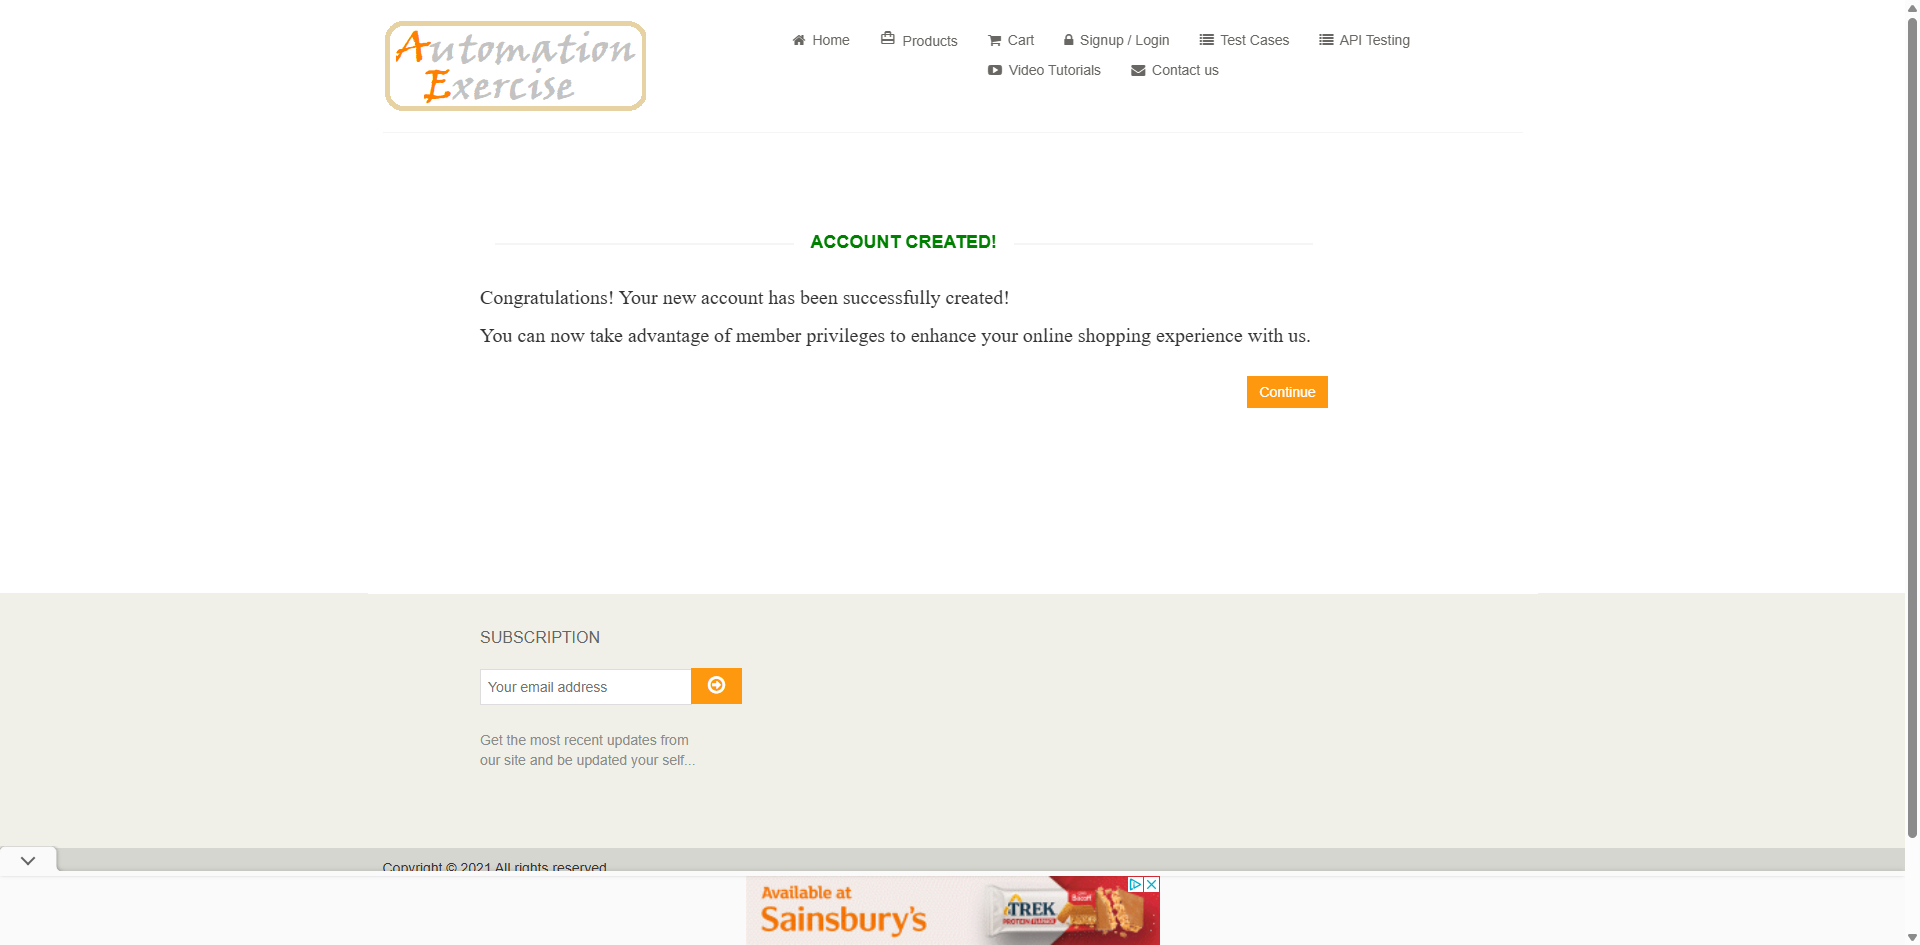 Automation
Exercise
Home
Products
Cart
Signup / Login
Test Cases
API Testing
Video Tutorials
Contact us
ACCOUNT CREATED!
Congratulations! Your new account has been successfully created!
You can now take advantage of member privileges to enhance your online shopping experience with us.
Continue
SUBSCRIPTION
Your email address
Get the most recent updates from
our site and be updated your self...
Copyright © 2021 All rights reserved
Available at
Sainsbury's
TREK
PROTEIN FLAPJACK
Biscoff